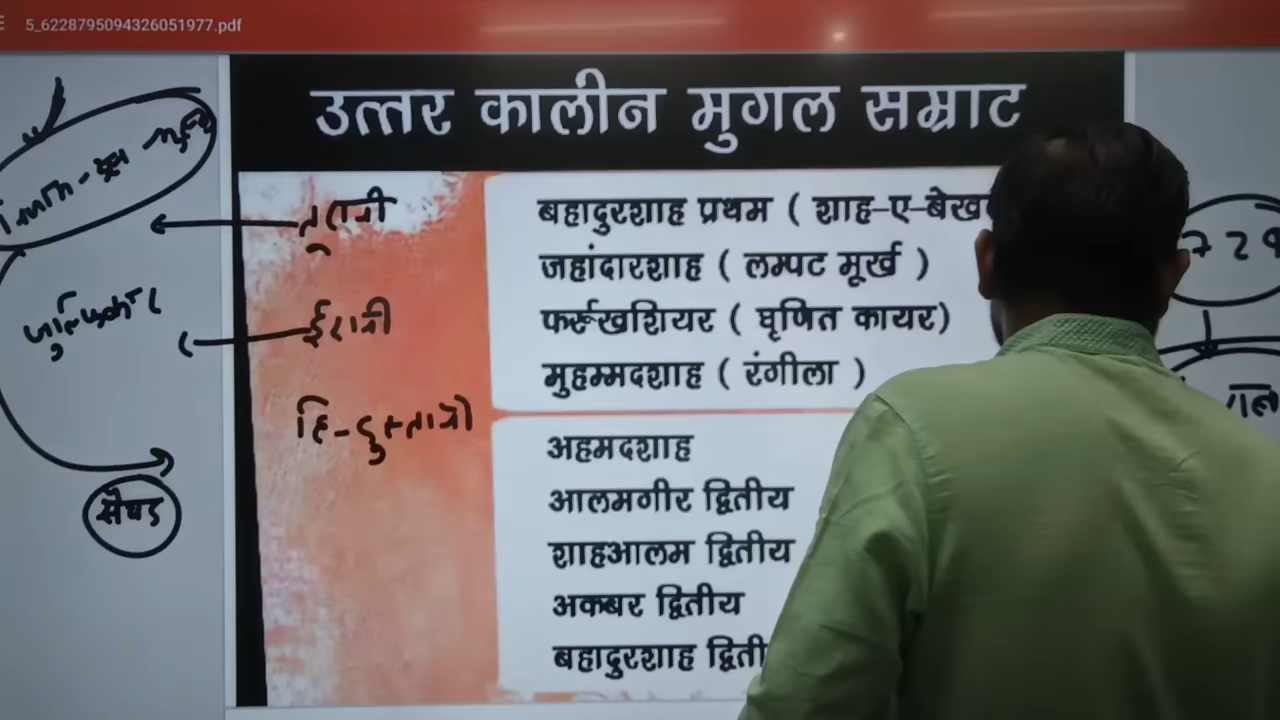 5_6228795094326051977.pdf
उत्तर कालीन मुगल सम्राट
तूरानी
ईरानी
हिन्दुस्तानी
सैयद
बहादुरशाह प्रथम ( शाह-ए-बेख
जहांदारशाह ( लम्पट मूर्ख )
फर्रूखशियर ( घृणित कायर)
मुहम्मदशाह ( रंगीला )
अहमदशाह
आलमगीर द्वितीय
शाहआलम द्वितीय
अकबर द्वितीय
बहादुरशाह द्विती